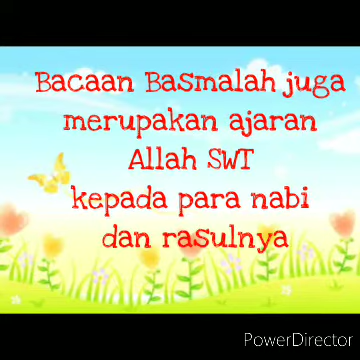 Bacaan Basmalah juga
merupakan ajaran
Allah SWT
kepada para nabi
dan rasulnya
PowerDirector